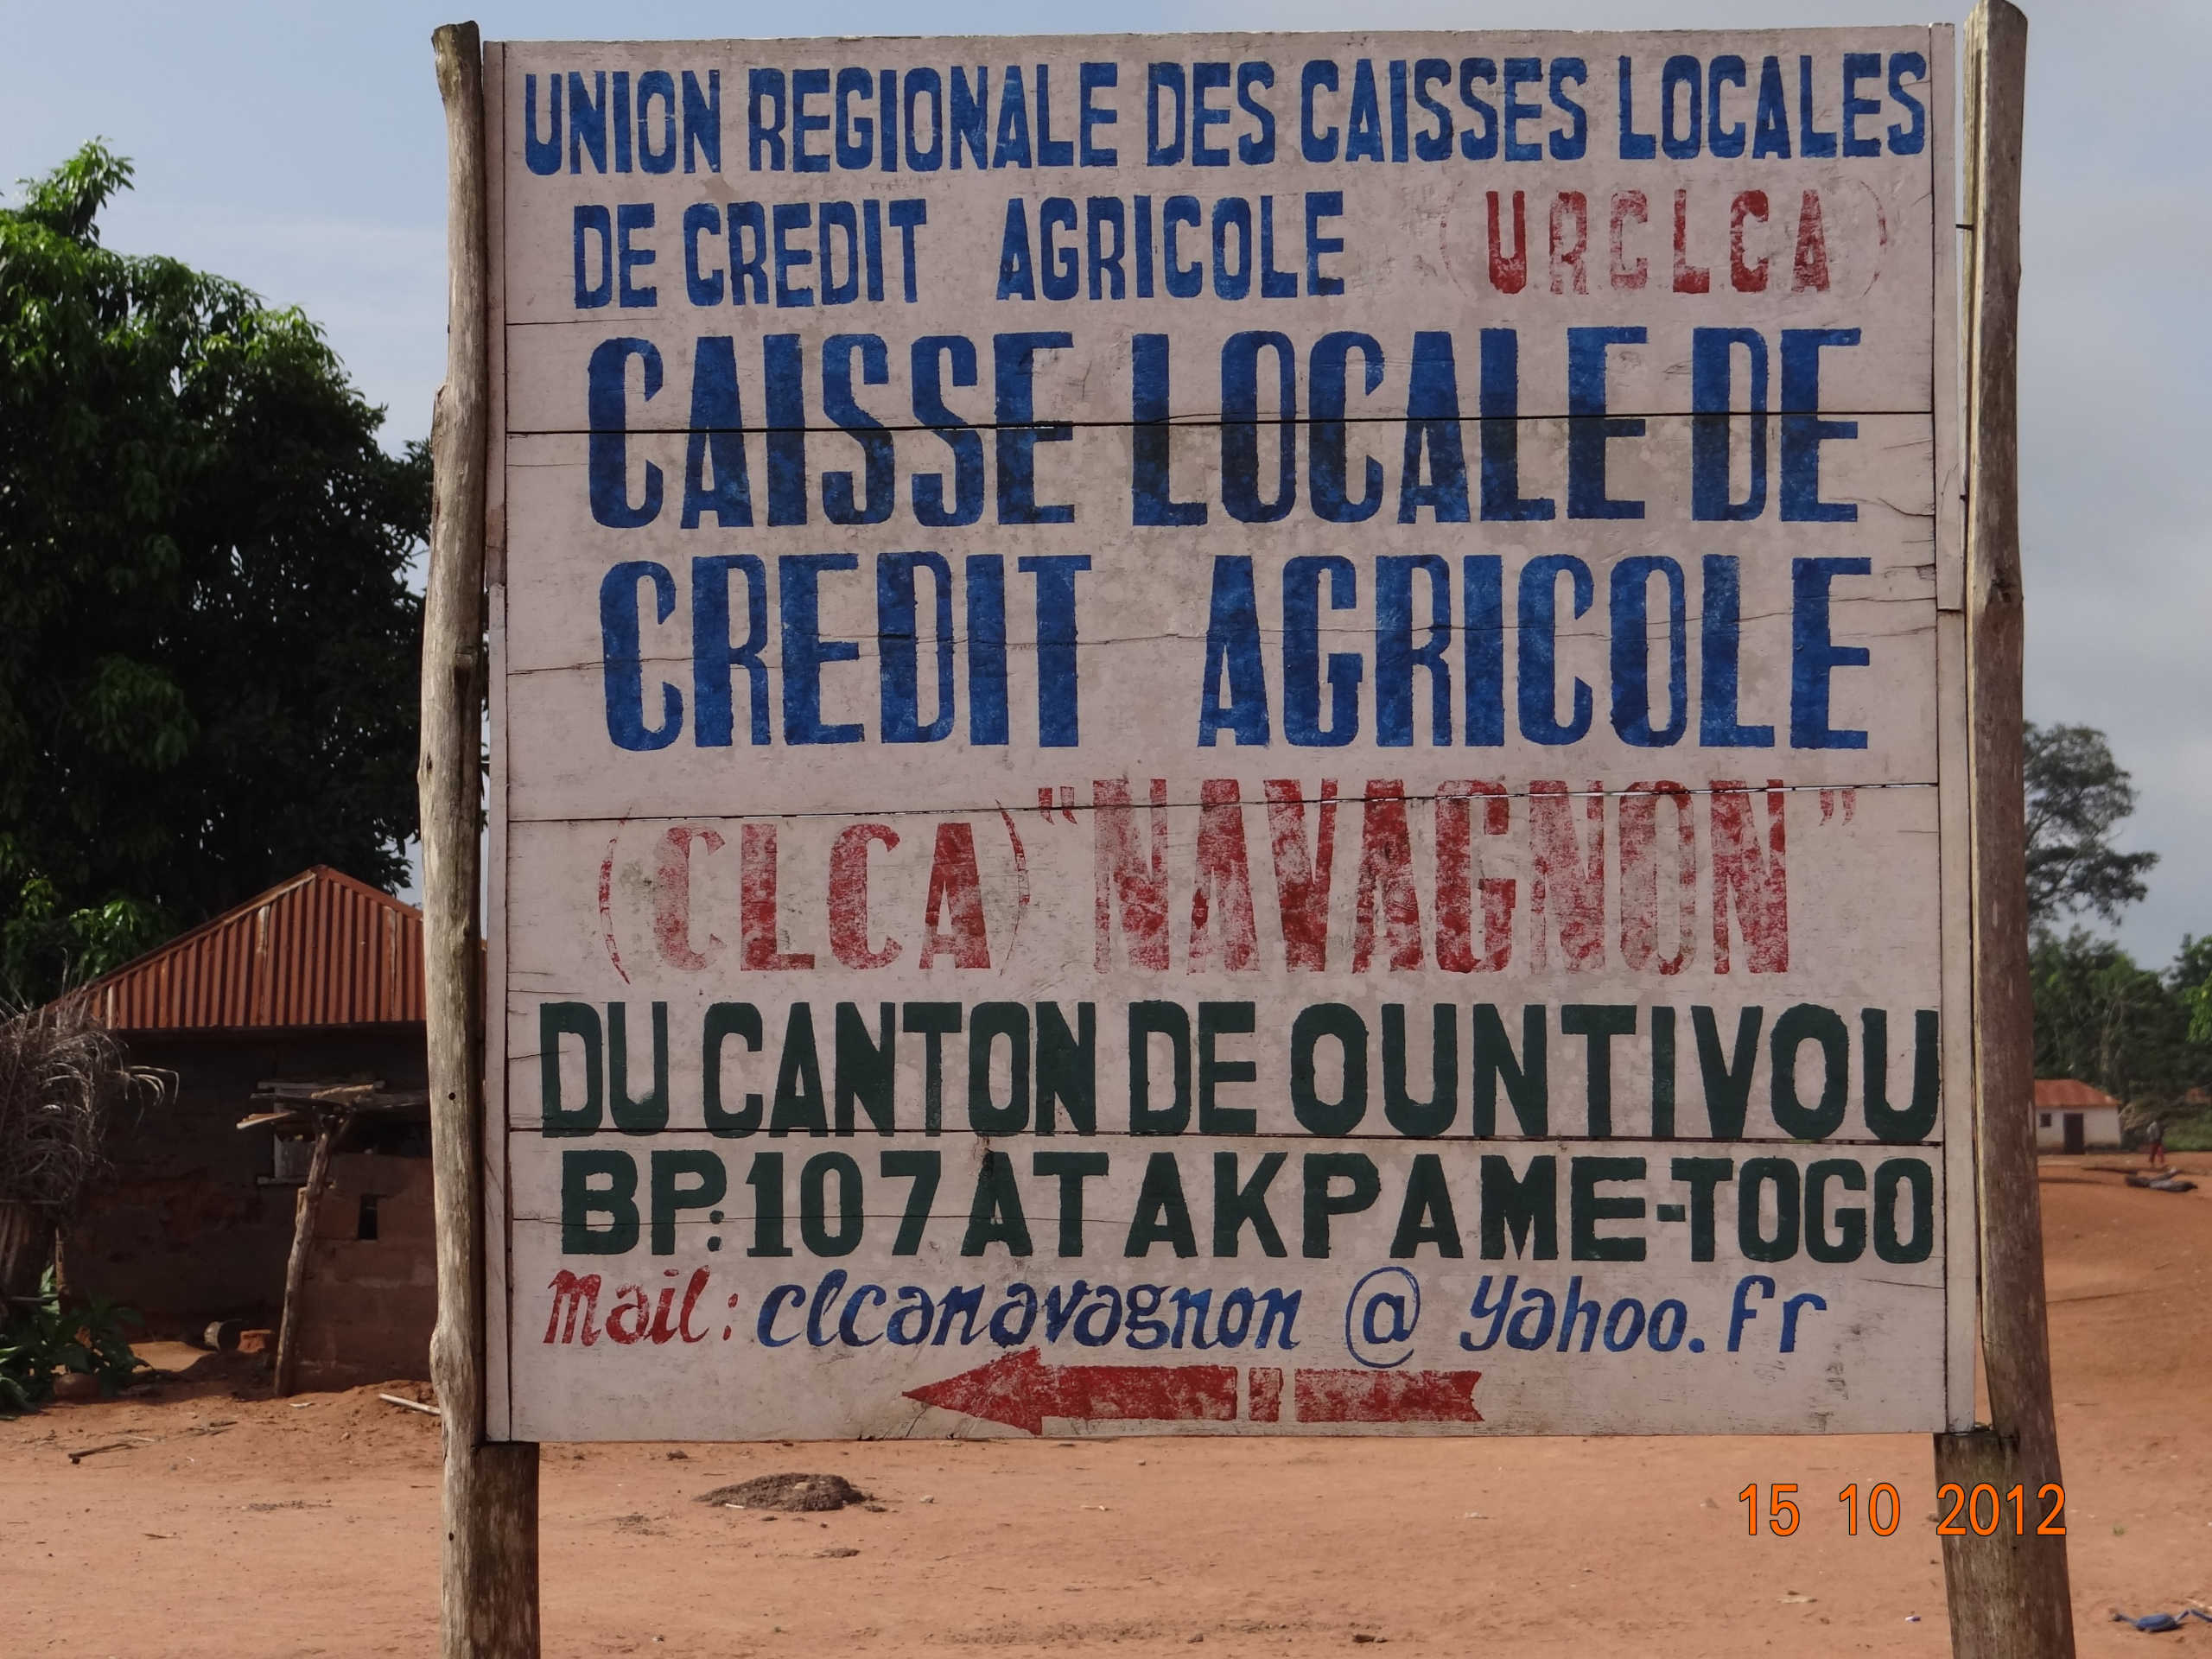 UNION REGIONALE DES CAISSES LOCALES
DE CREDIT AGRICOLE (URCLCA)
CAISSE LOCALE DE
CREDIT AGRICOLE
(CLCA) "NAVAGNON"
DU CANTON DE OUNTIVOU
BP: 107 ATAKPAME-TOGO
Mail: clcanavagnon @ yahoo.fr
15 10 2012